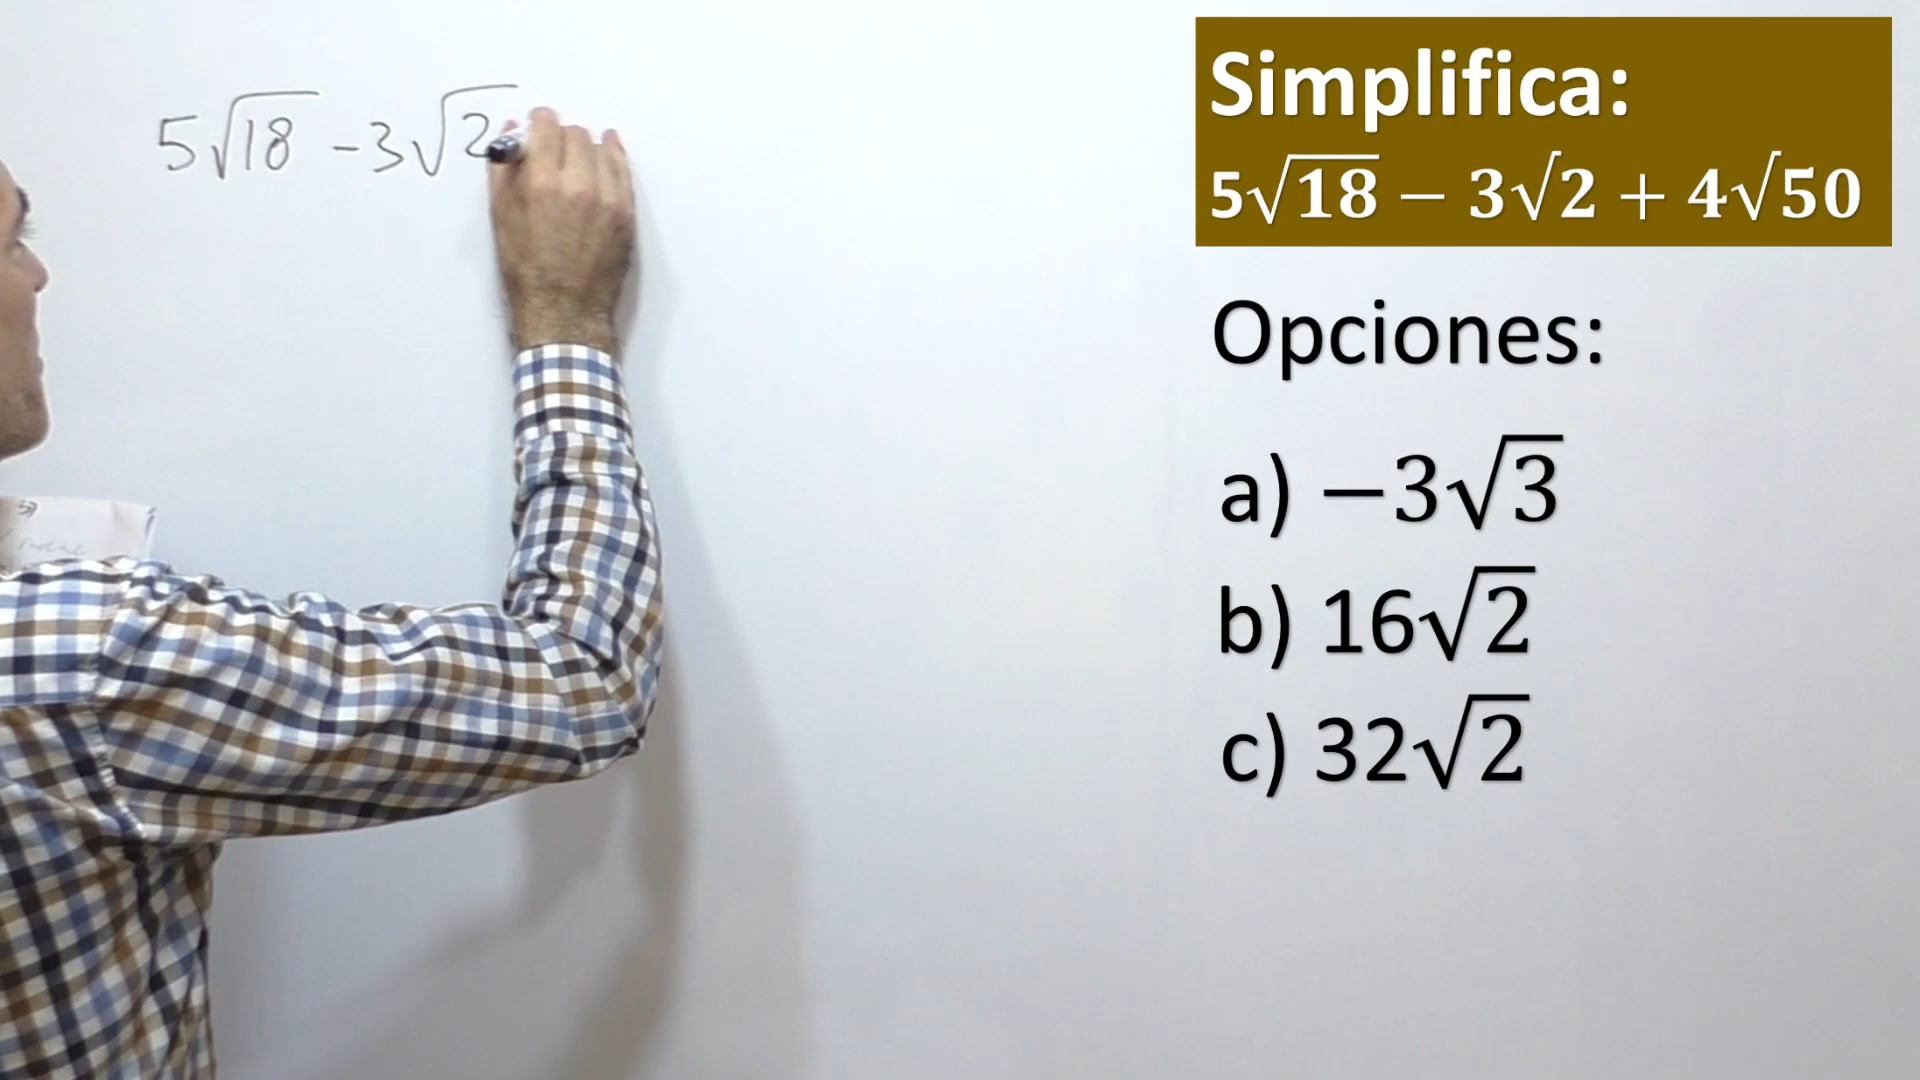 5√18 - 3√2
Simplifica:
5√18 − 3√2 + 4√50
Opciones:
a) −3√3
b) 16√2
c) 32√2